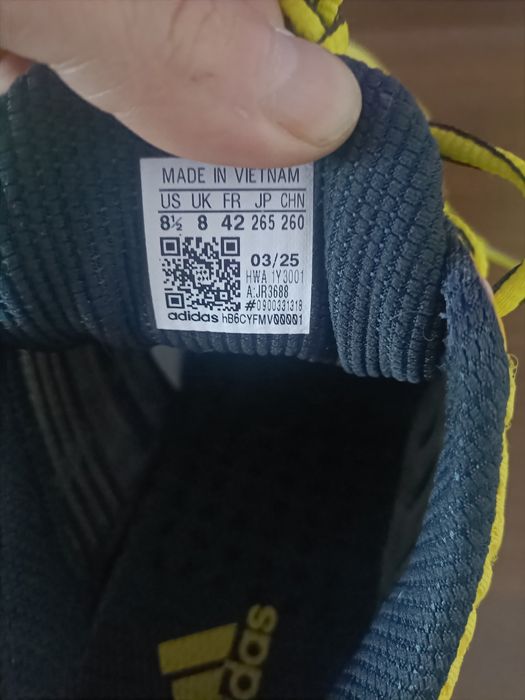 MADE IN VIETNAM
US UK FR JP CHN
8½ 8 42 265 260
03/25
HWA 1Y3001
A:JR3688
#0900331318
adidas hB6CYFMV00001
adidas